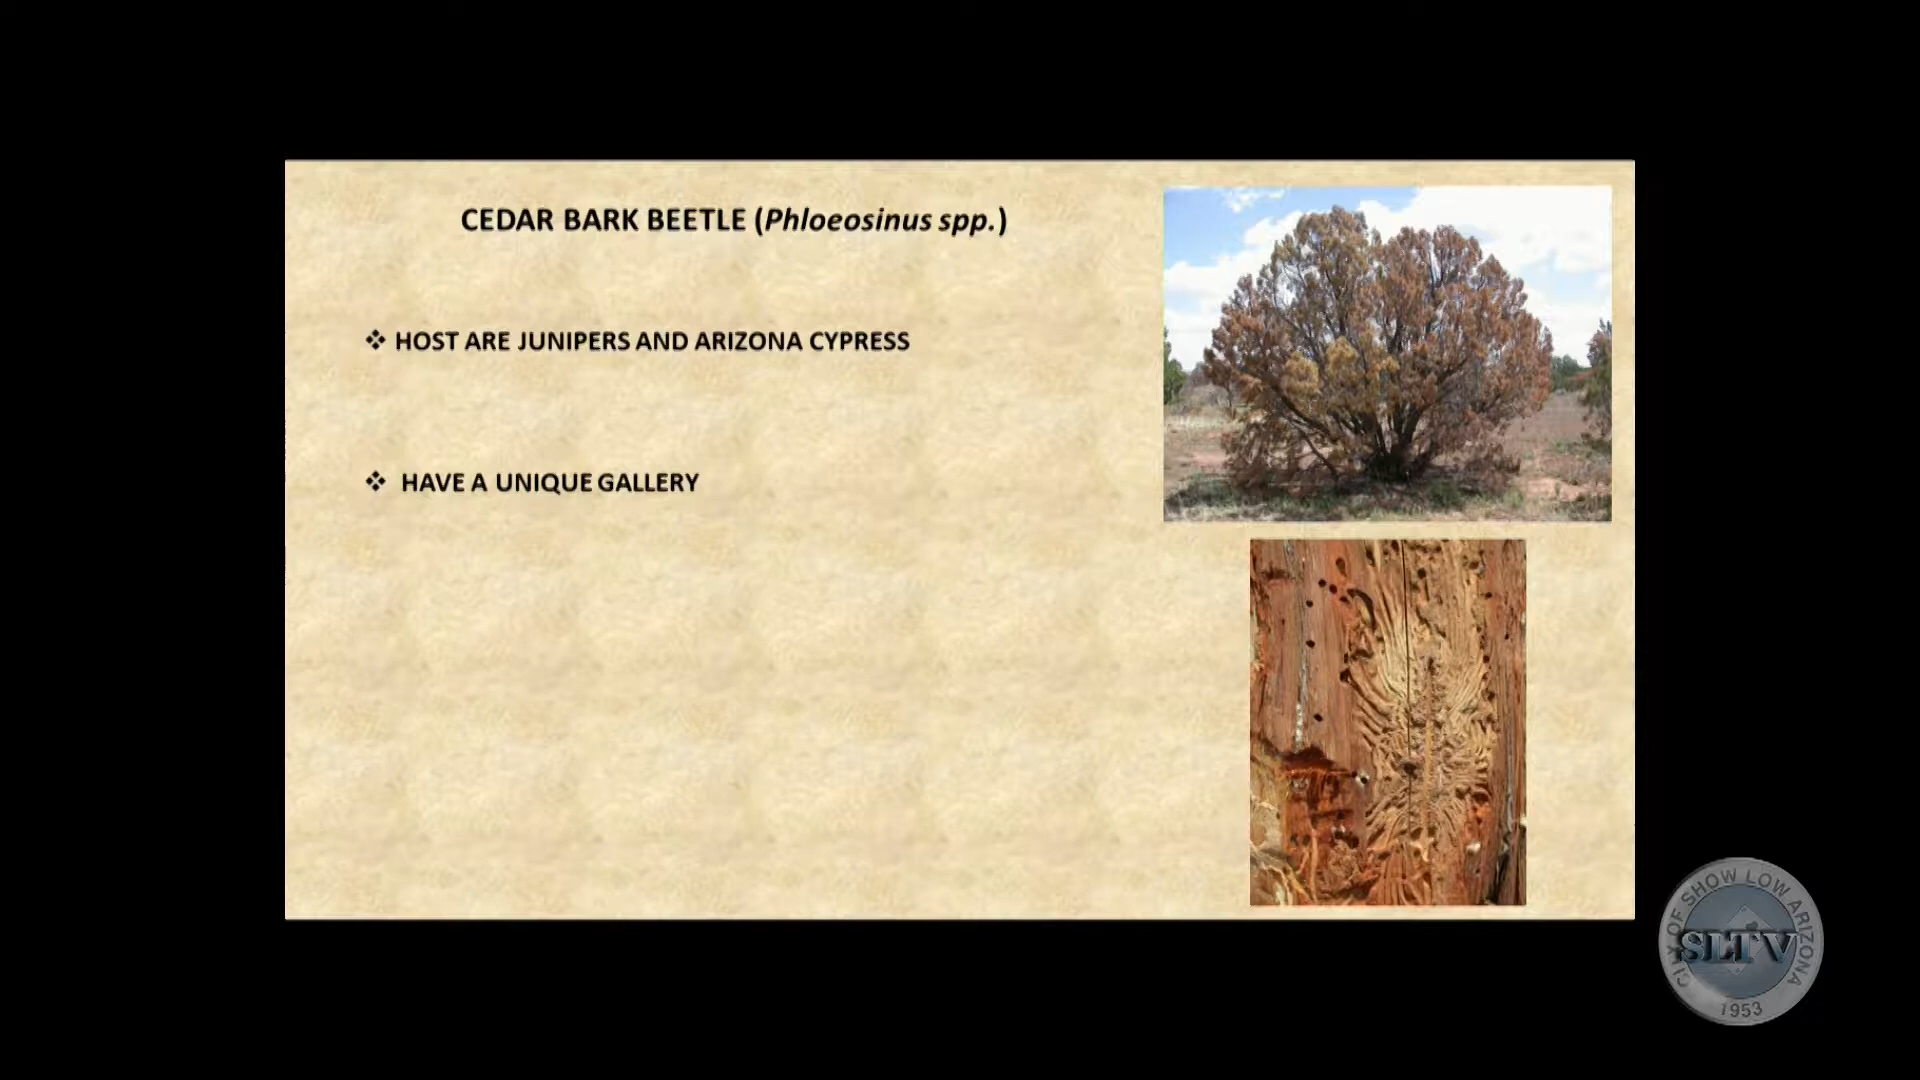 CEDAR BARK BEETLE (Phloeosinus spp.)
❖ HOST ARE JUNIPERS AND ARIZONA CYPRESS
❖ HAVE A UNIQUE GALLERY
CITY OF SHOW LOW ARIZONA
SLTV
1953